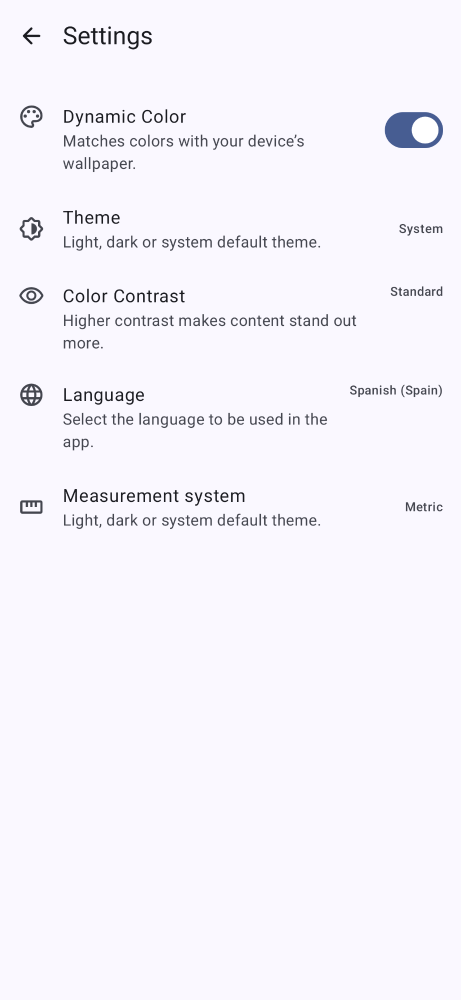 Settings
Dynamic Color
Matches colors with your device’s
wallpaper.
Theme
Light, dark or system default theme.
System
Color Contrast
Higher contrast makes content stand out
more.
Standard
Language
Select the language to be used in the
app.
Spanish (Spain)
Measurement system
Light, dark or system default theme.
Metric